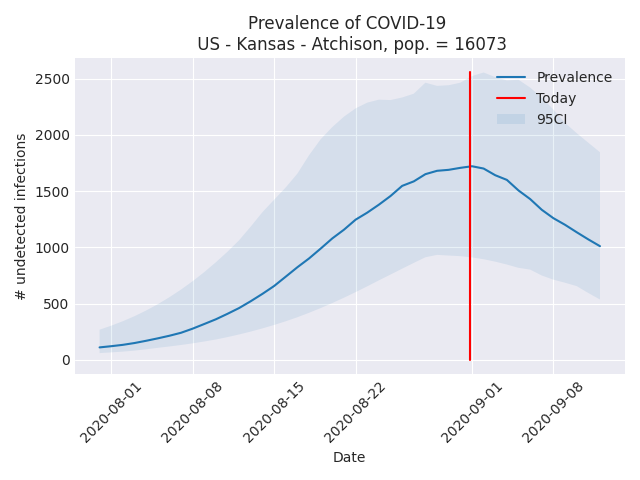 Prevalence of COVID-19
US - Kansas - Atchison, pop. = 16073
Prevalence
Today
95CI
# undetected infections
2500
2000
1500
1000
500
0
2020-08-01
2020-08-08
2020-08-15
2020-08-22
2020-09-01
2020-09-08
Date